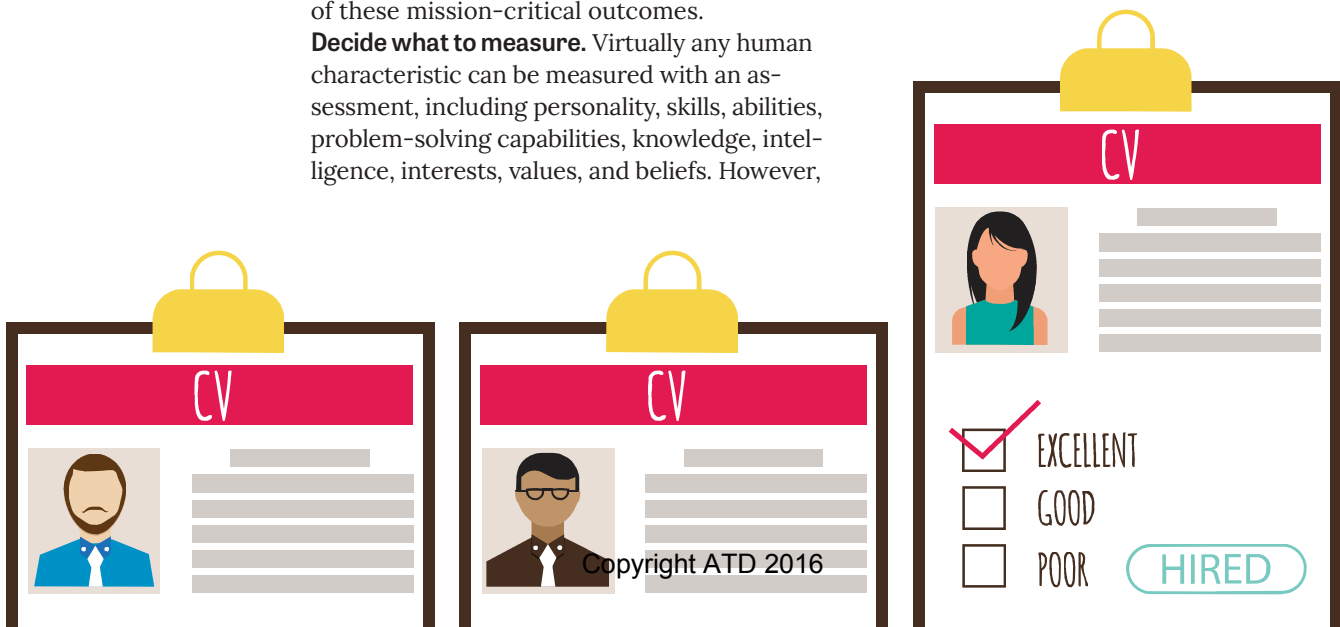 of these mission-critical outcomes.
Decide what to measure. Virtually any human
characteristic can be measured with an as-
sessment, including personality, skills, abilities,
problem-solving capabilities, knowledge, intel-
ligence, interests, values, and beliefs. However,
CV
CV
CV
EXCELLENT
GOOD
POOR
HIRED
Copyright ATD 2016